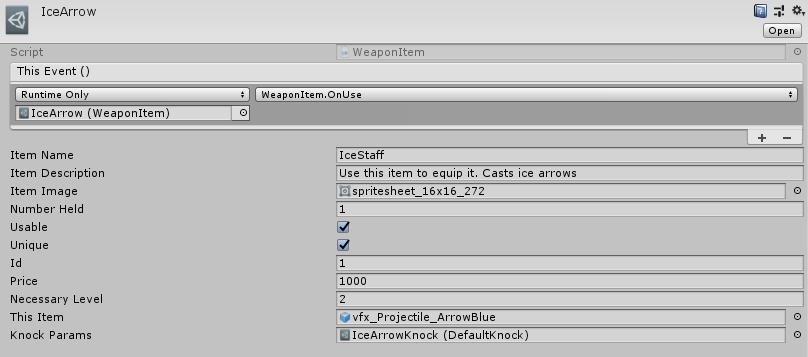 IceArrow
Open
Script WeaponItem
This Event ()
Runtime Only WeaponItem.OnUse
IceArrow (WeaponItem)
Item Name IceStaff
Item Description Use this item to equip it. Casts ice arrows
Item Image spritesheet_16x16_272
Number Held 1
Usable
Unique
Id 1
Price 1000
Necessary Level 2
This Item vfx_Projectile_ArrowBlue
Knock Params IceArrowKnock (DefaultKnock)